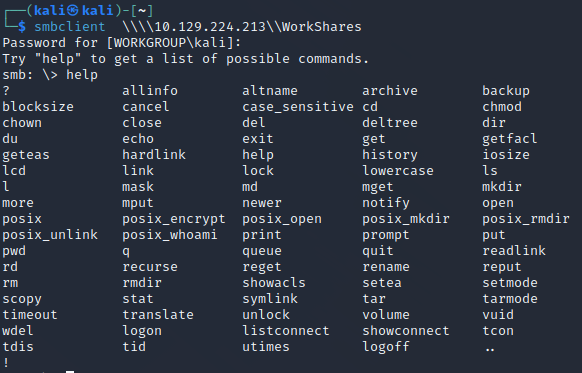 ┌──(kali㉿kali)-[~]
└─$ smbclient  \\\\10.129.224.213\\WorkShares
Password for [WORKGROUP\kali]:
Try "help" to get a list of possible commands.
smb: \> help
?              allinfo        altname        archive        backup
blocksize      cancel         case_sensitive cd             chmod
chown          close          del            deltree        dir
du             echo           exit           get            getfacl
geteas         hardlink       help           history        iosize
lcd            link           lock           lowercase      ls
l              mask           md             mget           mkdir
more           mput           newer          notify         open
posix          posix_encrypt  posix_open     posix_mkdir    posix_rmdir
posix_unlink   posix_whoami   print          prompt         put
pwd            q              queue          quit           readlink
rd             recurse        reget          rename         reput
rm             rmdir          showacls       setea          setmode
scopy          stat           symlink        tar            tarmode
timeout        translate      unlock         volume         vuid
wdel           logon          listconnect    showconnect    tcon
tdis           tid            utimes         logoff         ..
!